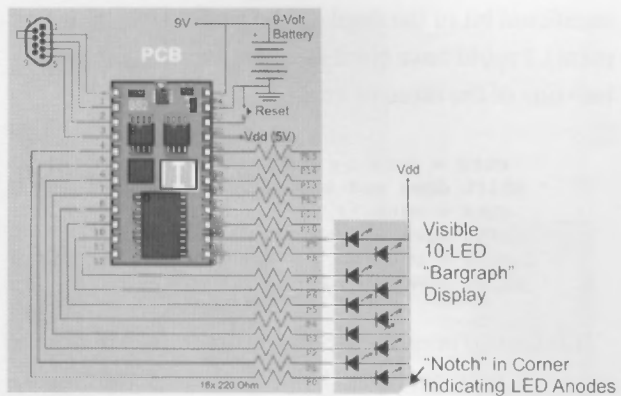 9V
9-Volt
Battery
+
PCB
Reset
Vdd (5V)
P15
P14
P13
P12
P11
P10
P9
P8
P7
P6
P5
P4
P3
P2
P1
P0
16x 220 Ohm
Vdd
Visible
10-LED
"Bargraph"
Display
"Notch" in Corner
Indicating LED Anodes
1
2
3
4
5
6
7
8
9
10
11
12